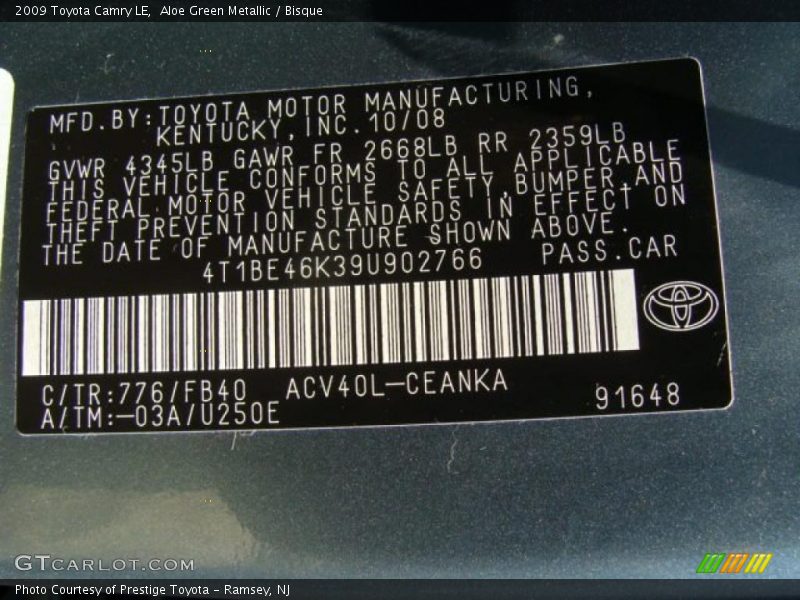 2009 Toyota Camry LE,  Aloe Green Metallic / Bisque
MFD.BY:TOYOTA MOTOR MANUFACTURING,
KENTUCKY,INC.10/08
GVWR 4345LB GAWR FR 2668LB RR 2359LB
THIS VEHICLE CONFORMS TO ALL APPLICABLE
FEDERAL MOTOR VEHICLE SAFETY,BUMPER,AND
THEFT PREVENTION STANDARDS IN EFFECT ON
THE DATE OF MANUFACTURE SHOWN ABOVE.
4T1BE46K39U902766 PASS.CAR
C/TR:776/FB40 ACV40L-CEANKA
A/TM:-03A/U250E 91648
GTCARLOT.COM
Photo Courtesy of Prestige Toyota - Ramsey, NJ